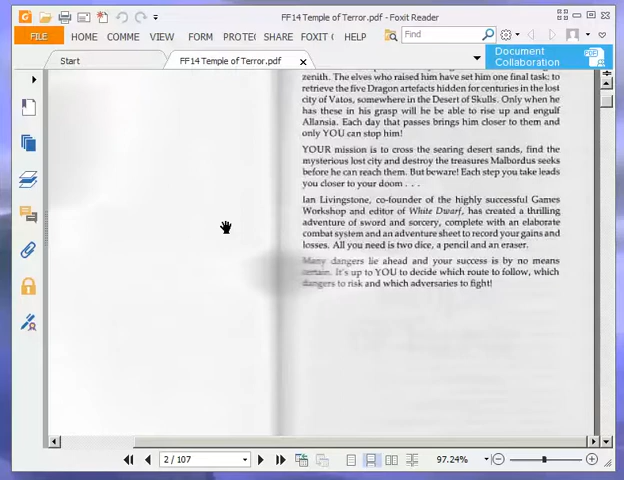 FF14 Temple of Terror.pdf - Foxit Reader
FILE HOME COMME VIEW FORM PROTE SHARE FOXIT HELP Find
Start FF14 Temple of Terror.pdf Document Collaboration
zenith. The elves who raised him have set him one final task: to
retrieve the five Dragon artefacts hidden for centuries in the lost
city of Vatos, somewhere in the Desert of Skulls. Only when he
has these in his grasp will he be able to rise up and engulf
Allansia. Each day that passes brings him closer to them and
only YOU can stop him!
YOUR mission is to cross the searing desert sands, find the
mysterious lost city and destroy the treasures Malbordus seeks
before he can reach them. But beware! Each step you take leads
you closer to your doom . . .
Ian Livingstone, co-founder of the highly successful Games
Workshop and editor of White Dwarf, has created a thrilling
adventure of sword and sorcery, complete with an elaborate
combat system and an adventure sheet to record your gains and
losses. All you need is two dice, a pencil and an eraser.
Many dangers lie ahead and your success is by no means
certain. It's up to YOU to decide which route to follow, which
dangers to risk and which adversaries to fight!
2 / 107 97.24%